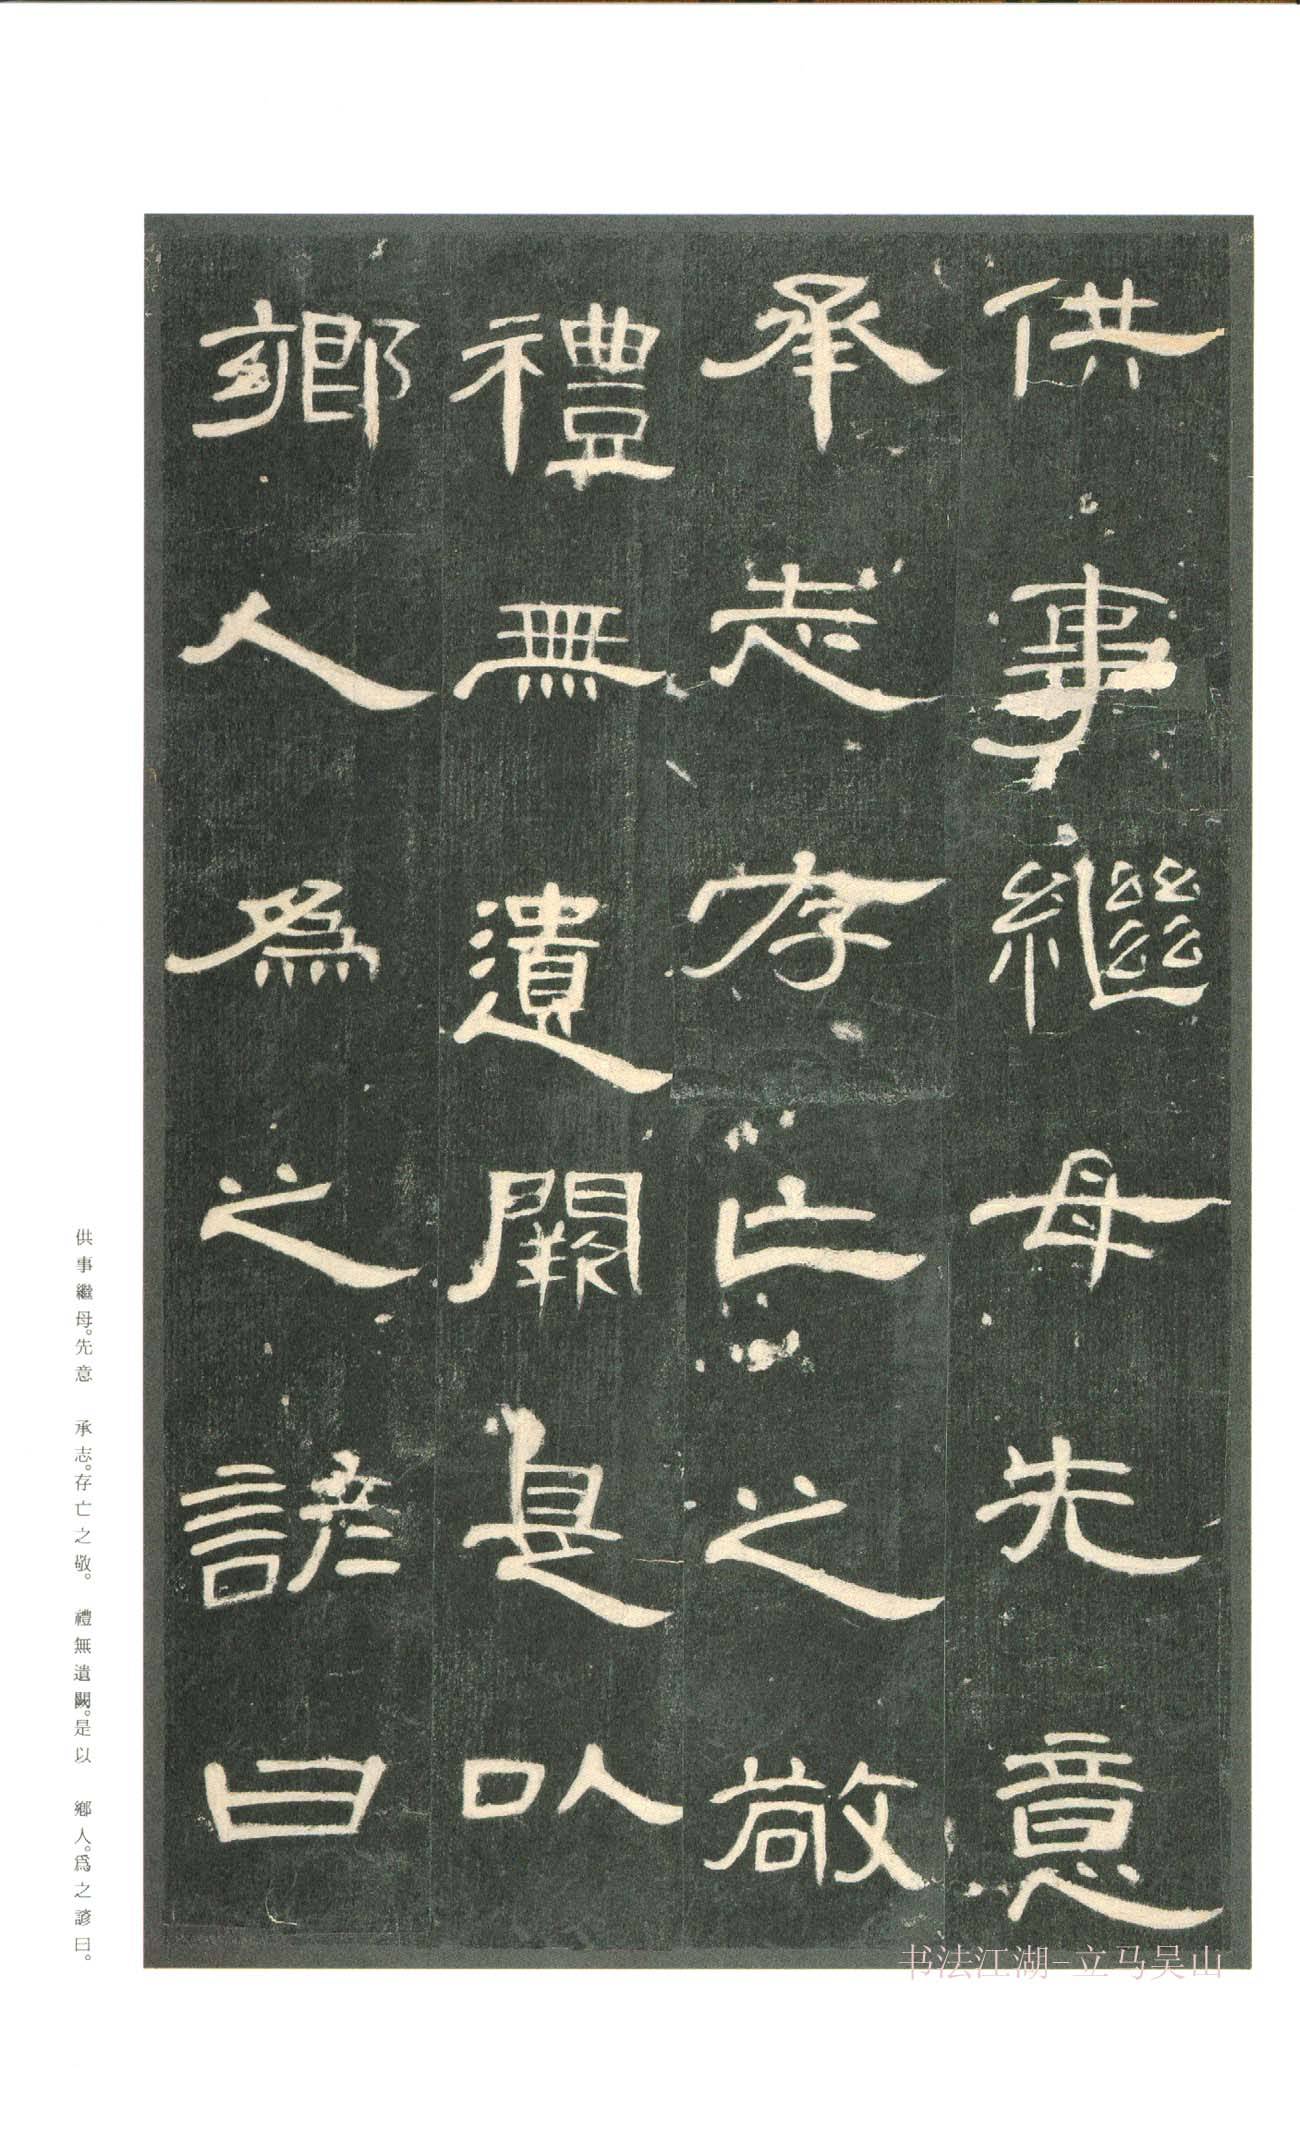 供事繼母先意
承志存亡之敬
禮無遺闕是以
鄉人爲之諺曰
供事繼母。先意　承志。存亡之敬。　禮無遺闕。是以　鄉人。爲之諺曰。
书法江湖-立马吴山